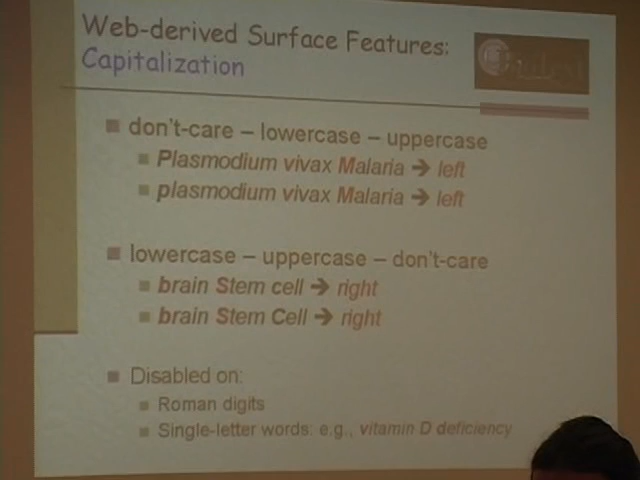 Web-derived Surface Features:
Capitalization
don't-care – lowercase – uppercase
Plasmodium vivax Malaria ➔ left
plasmodium vivax Malaria ➔ left
lowercase – uppercase – don't-care
brain Stem cell ➔ right
brain Stem Cell ➔ right
Disabled on:
Roman digits
Single-letter words: e.g., vitamin D deficiency